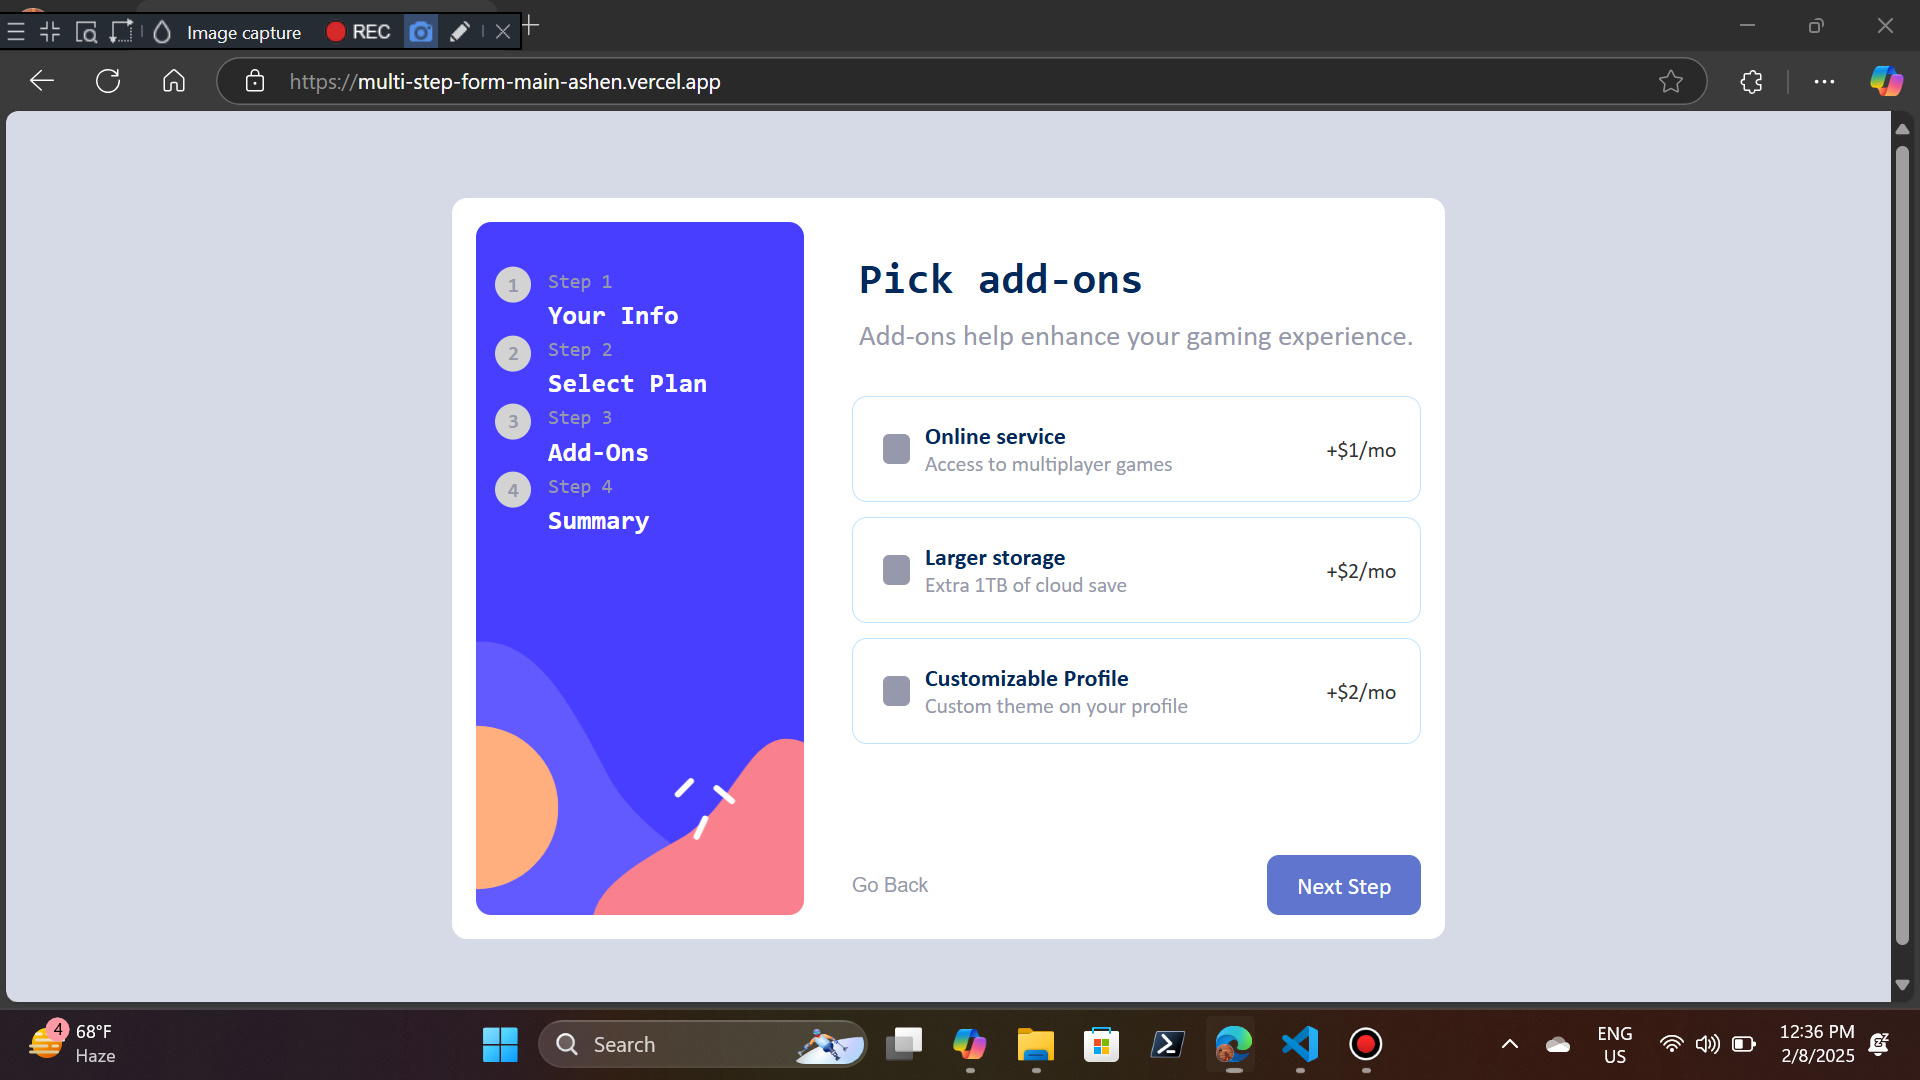 Image capture
REC
https://multi-step-form-main-ashen.vercel.app
1
Step 1
Your Info
2
Step 2
Select Plan
3
Step 3
Add-Ons
4
Step 4
Summary
Pick add-ons
Add-ons help enhance your gaming experience.
Online service
Access to multiplayer games
+$1/mo
Larger storage
Extra 1TB of cloud save
+$2/mo
Customizable Profile
Custom theme on your profile
+$2/mo
Go Back
Next Step
4
68°F
Haze
Search
ENG
US
12:36 PM
2/8/2025